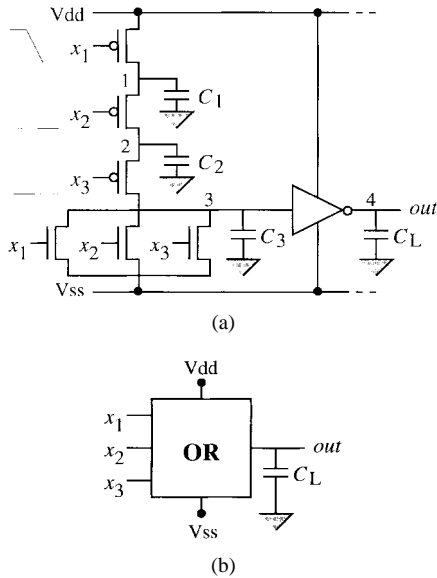 Vdd
x1
1
C1
x2
2
C2
x3
3
4
out
x1
x2
x3
C3
CL
Vss
(a)
Vdd
x1
x2
OR
out
x3
CL
Vss
(b)